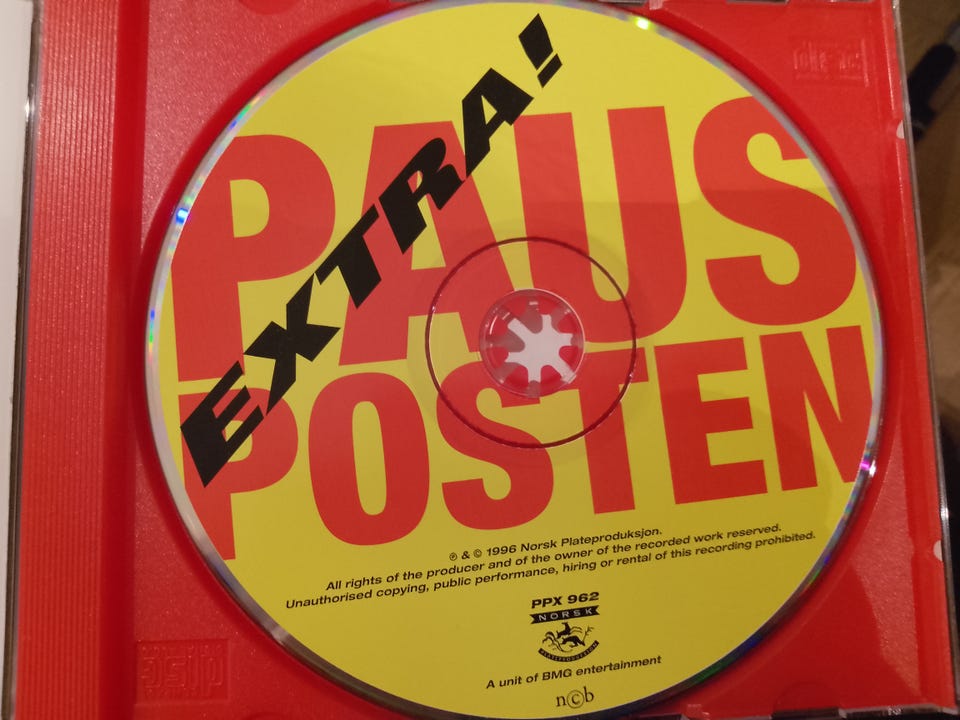 EXTRA!
PAUS
POSTEN
℗ & © 1996 Norsk Plateproduksjon.
All rights of the producer and of the owner of the recorded work reserved.
Unauthorised copying, public performance, hiring or rental of this recording prohibited.
PPX 962
NORSK
PLATEPRODUKSJON
A unit of BMG entertainment
n©b